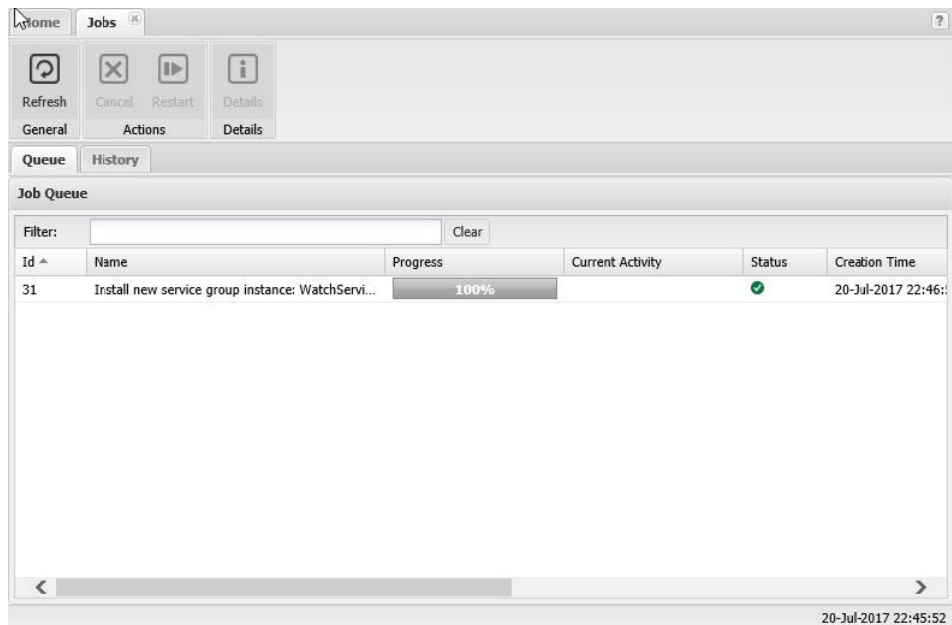 Home Jobs
?
Refresh Cancel Restart Details
General Actions Details
Queue History
Job Queue
Filter: Clear
Id Name Progress Current Activity Status Creation Time
31 Install new service group instance: WatchServi... 100% 20-Jul-2017 22:46:
20-Jul-2017 22:45:52